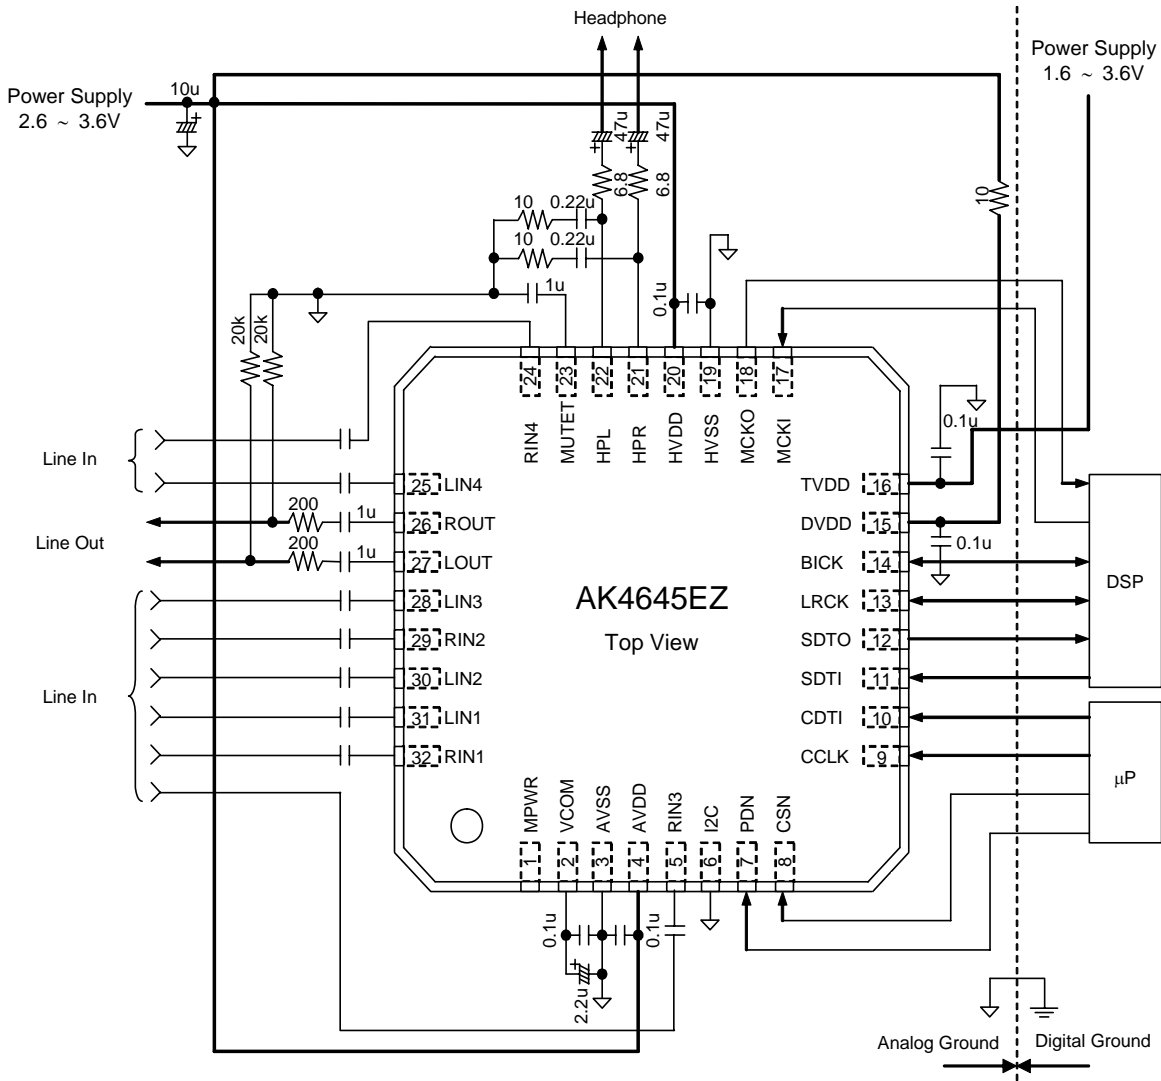 Headphone
Power Supply
1.6 ~ 3.6V
Power Supply
2.6 ~ 3.6V
10u
47u
47u
6.8
6.8
10
10
0.22u
10
0.22u
1u
0.1u
20k
20k
24
23
22
21
20
19
18
17
RIN4
MUTET
HPL
HPR
HVDD
HVSS
MCKO
MCKI
0.1u
Line In
25 LIN4
TVDD 16
200
1u
26 ROUT
DVDD 15
Line Out
200
1u
27 LOUT
0.1u
BICK 14
28 LIN3
AK4645EZ
LRCK 13
DSP
29 RIN2
Top View
SDTO 12
30 LIN2
SDTI 11
Line In
31 LIN1
CDTI 10
32 RIN1
CCLK 9
μP
MPWR
VCOM
AVSS
AVDD
RIN3
I2C
PDN
CSN
1
2
3
4
5
6
7
8
0.1u
0.1u
2.2u
Analog Ground
Digital Ground